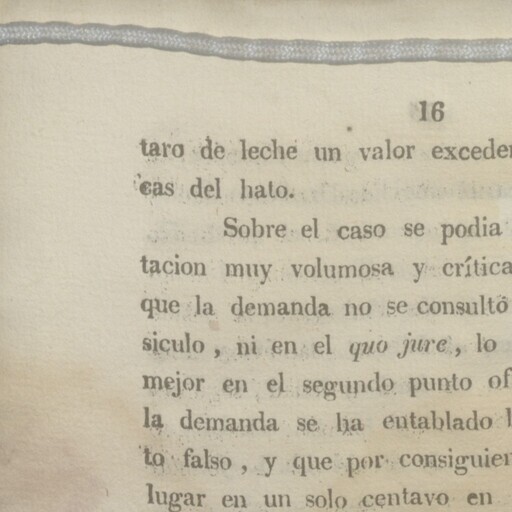 16
taro de leche un valor exceder
cas del hato.
Sobre el caso se podia
tacion muy volumosa y crítica
que la demanda no se consultó
siculo, ni en el quo jure, lo
mejor en el segundo punto of
la demanda se ha entablado l
to falso, y que por consiguien
lugar en un solo centavo en